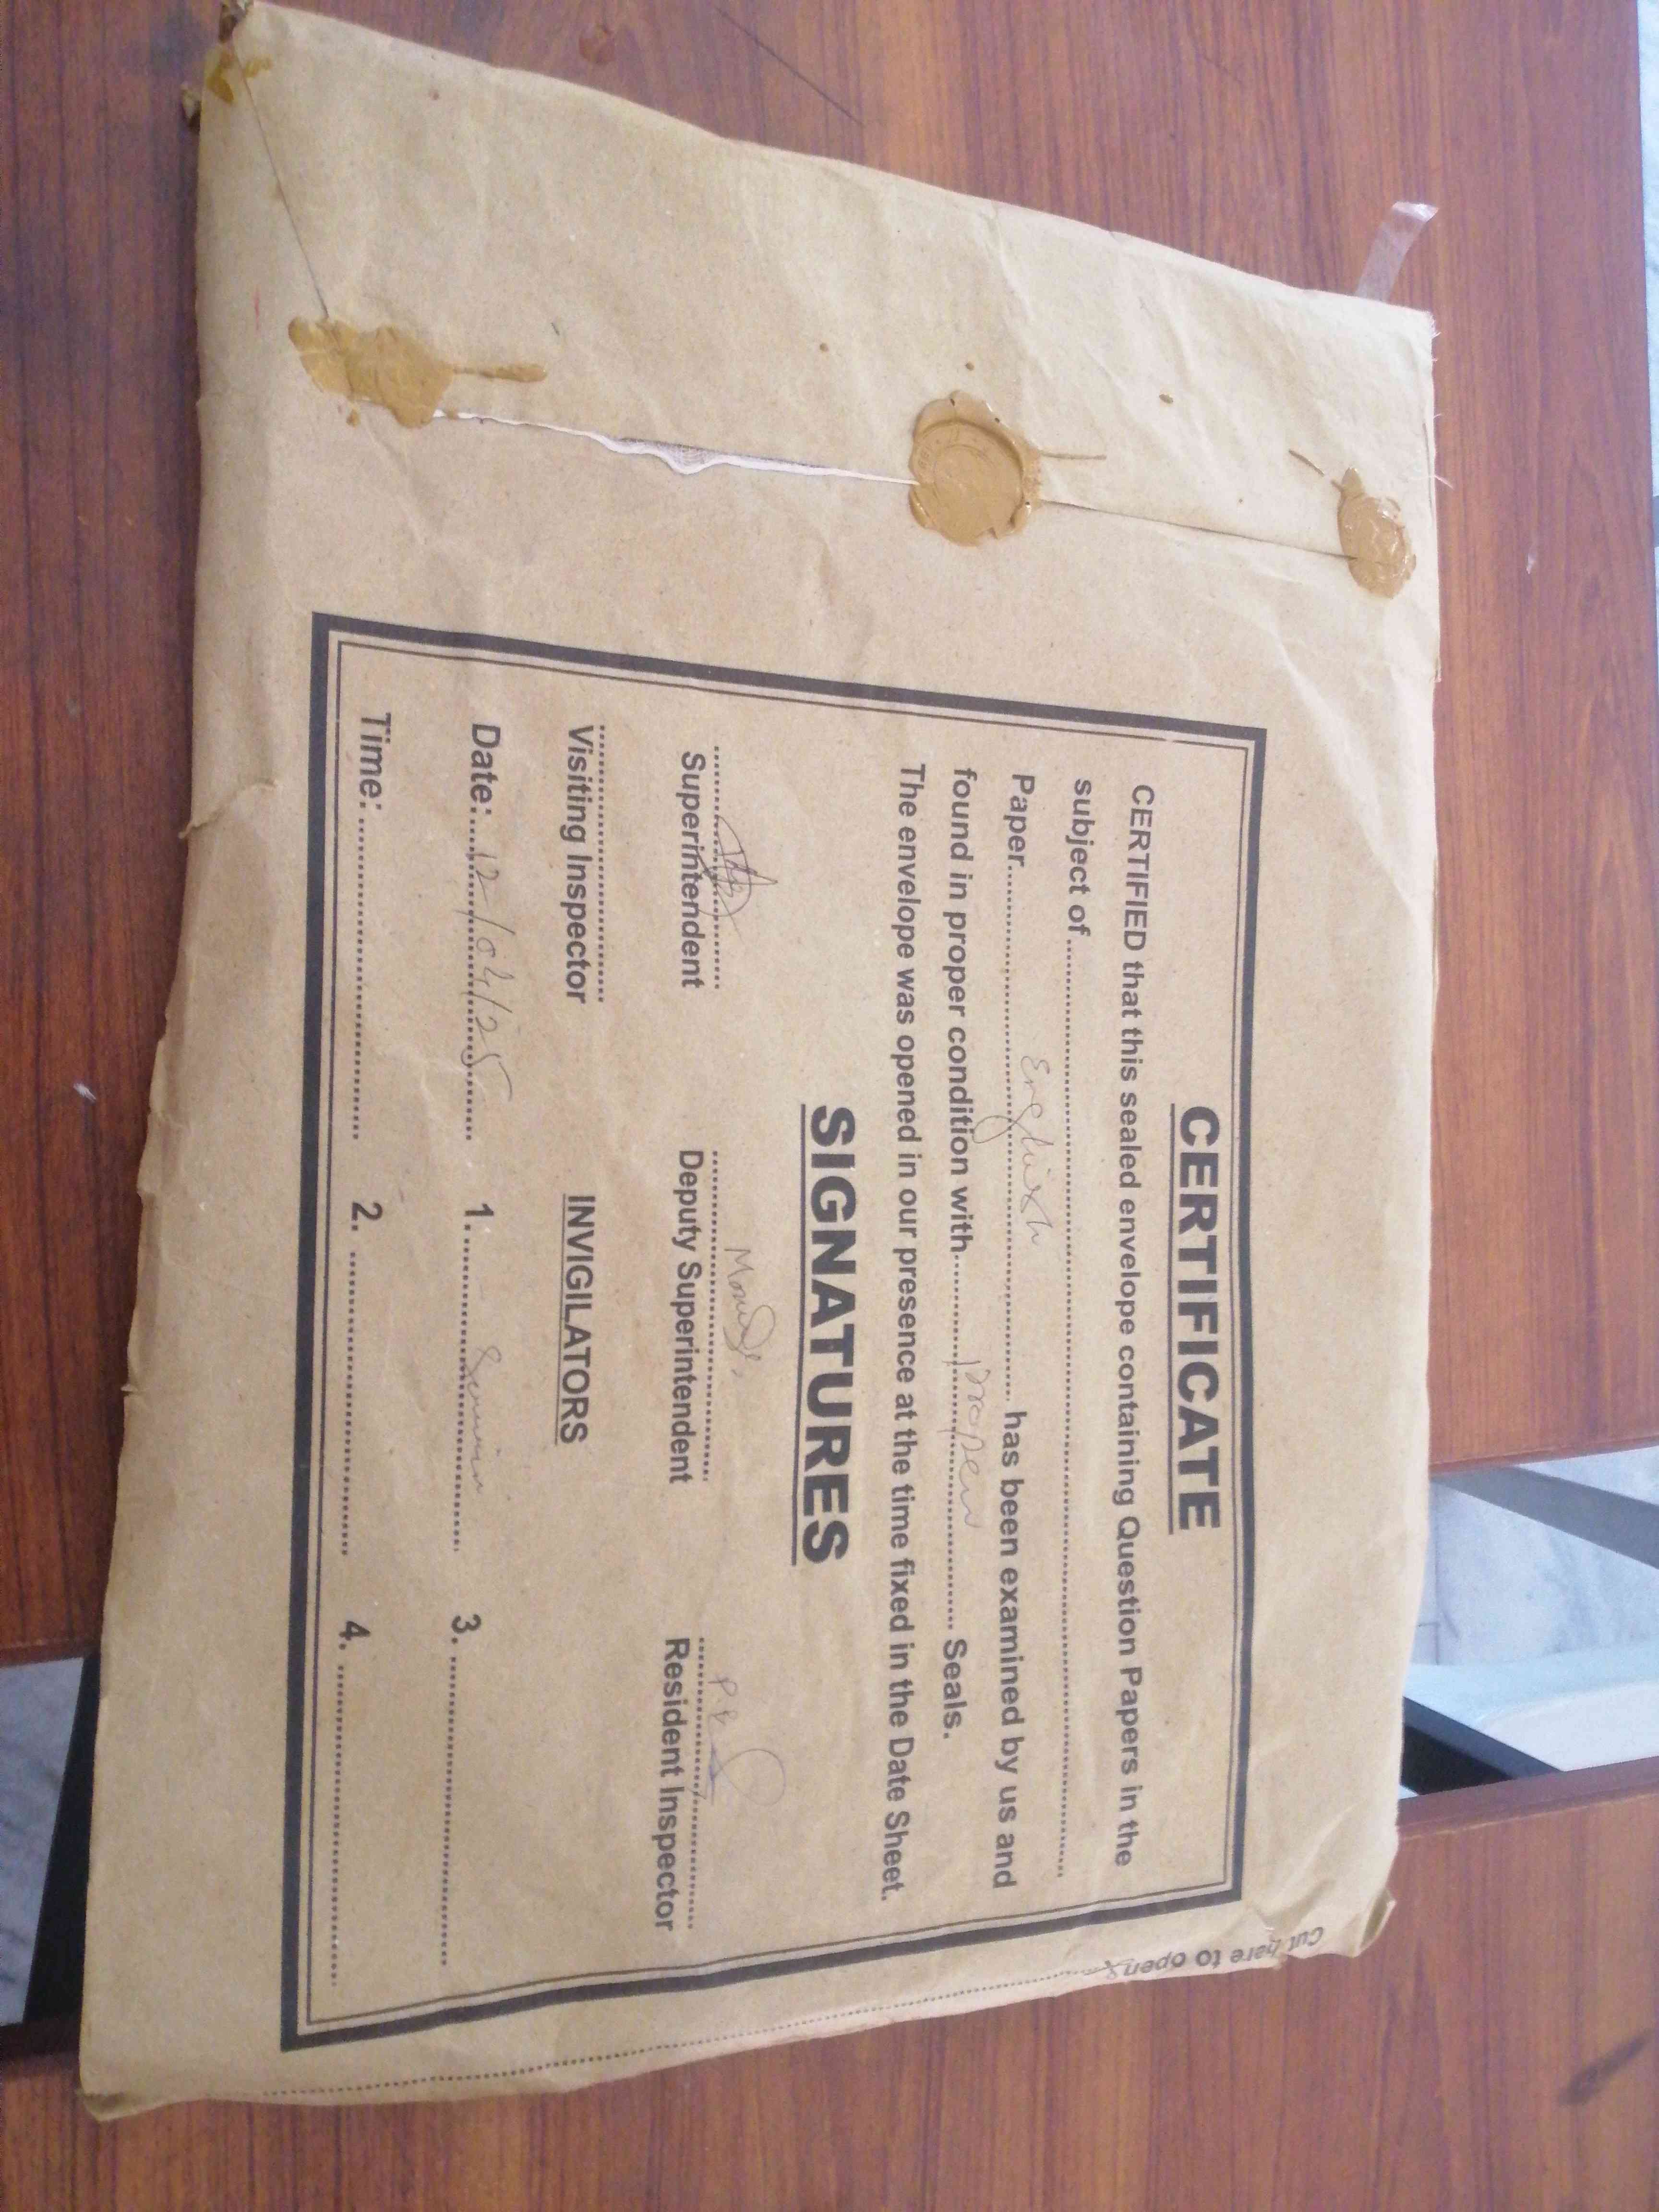 CERTIFICATE
CERTIFIED that this sealed envelope containing Question Papers in the
subject of
Paper English has been examined by us and
found in proper condition with proper Seals.
The envelope was opened in our presence at the time fixed in the Date Sheet.
SIGNATURES
Superintendent Deputy Superintendent Resident Inspector
Visiting Inspector INVIGILATORS
Date: 12/04/25 1. 3.
Time: 2. 4.
Cut here to open